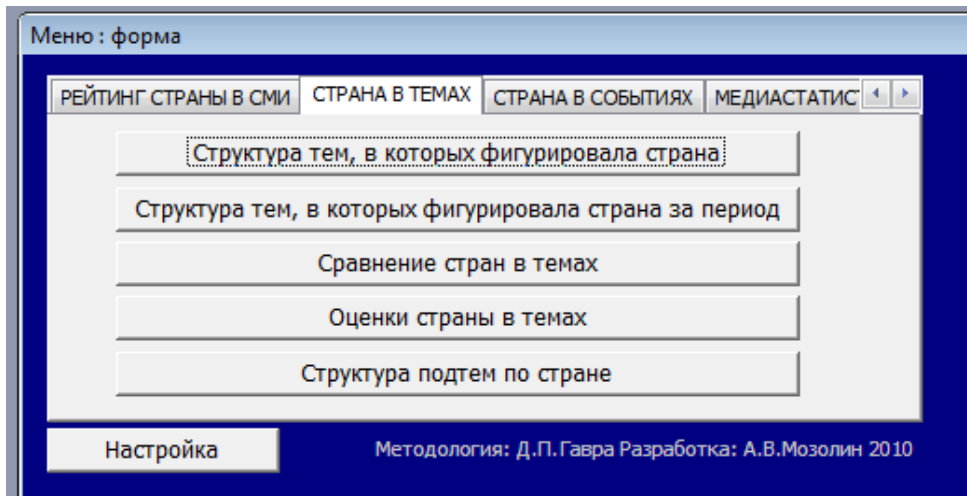 Меню : форма
РЕЙТИНГ СТРАНЫ В СМИ СТРАНА В ТЕМАХ СТРАНА В СОБЫТИЯХ МЕДИАСТАТИСТ
Структура тем, в которых фигурировала страна
Структура тем, в которых фигурировала страна за период
Сравнение стран в темах
Оценки страны в темах
Структура подтем по стране
Настройка Методология: Д.П.Гавра Разработка: А.В.Мозолин 2010